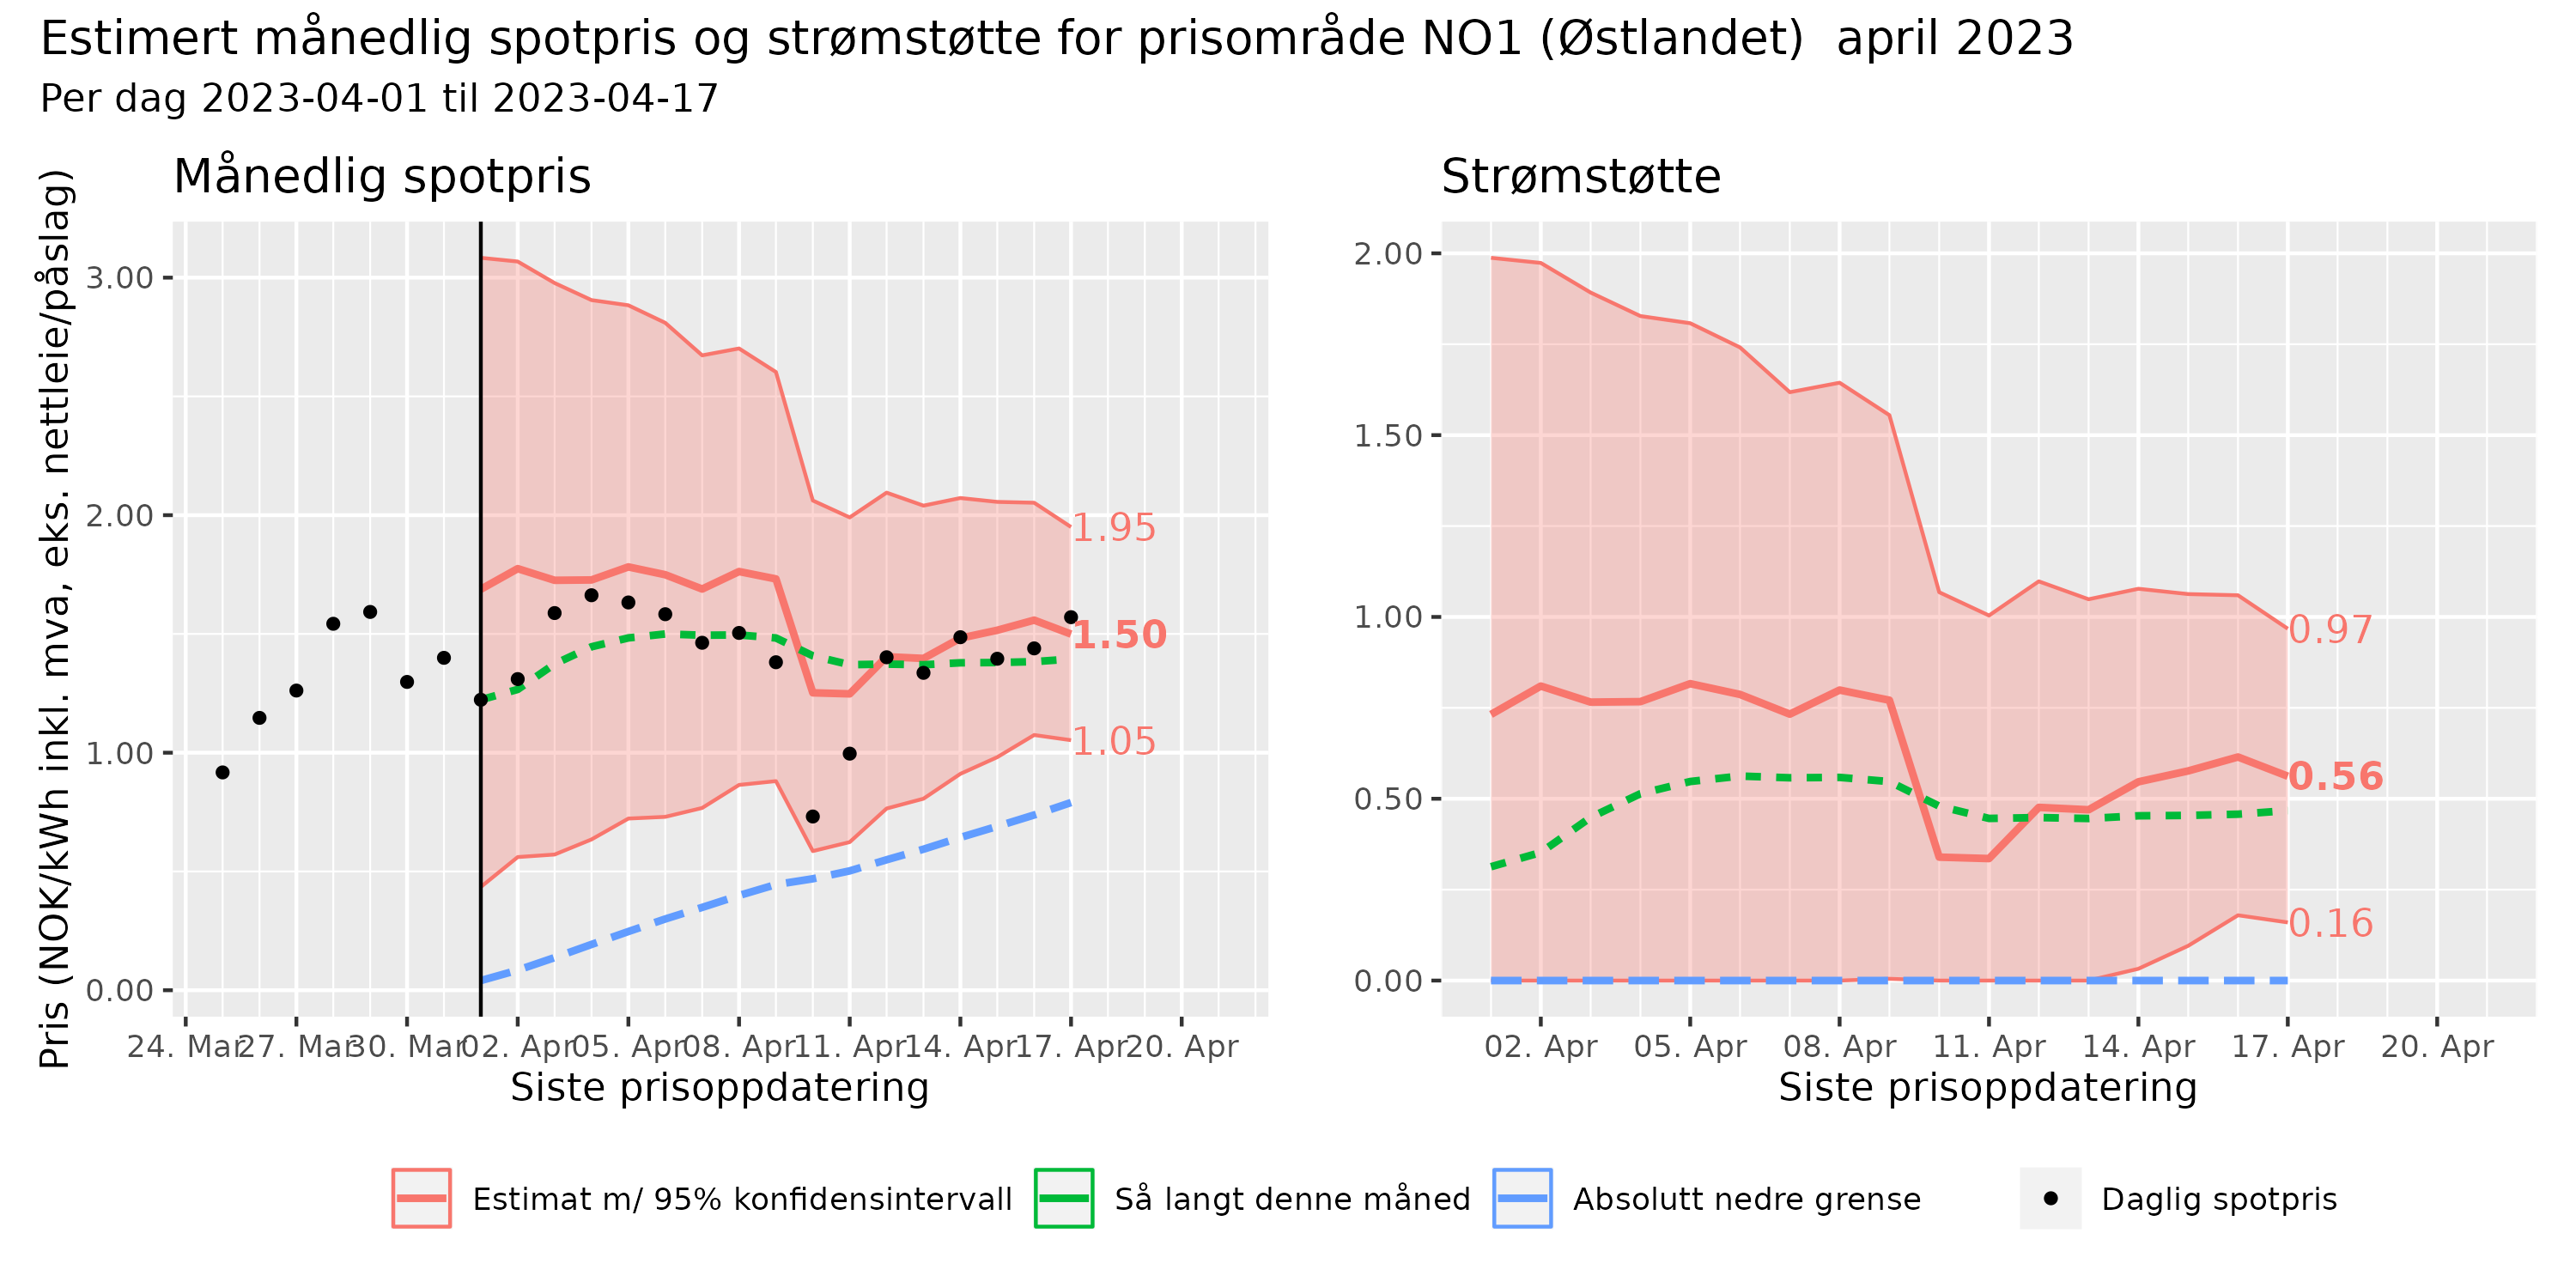 Estimert månedlig spotpris og strømstøtte for prisområde NO1 (Østlandet)  april 2023
Per dag 2023-04-01 til 2023-04-17
Månedlig spotpris
Pris (NOK/kWh inkl. mva, eks. nettleie/påslag)
3.00
2.00
1.00
0.00
1.95
1.50
1.05
24. Mar 27. Mar 30. Mar 02. Apr 05. Apr 08. Apr 11. Apr 14. Apr 17. Apr 20. Apr
Siste prisoppdatering
Strømstøtte
2.00
1.50
1.00
0.50
0.00
0.97
0.56
0.16
02. Apr 05. Apr 08. Apr 11. Apr 14. Apr 17. Apr 20. Apr
Siste prisoppdatering
Estimat m/ 95% konfidensintervall Så langt denne måned Absolutt nedre grense Daglig spotpris